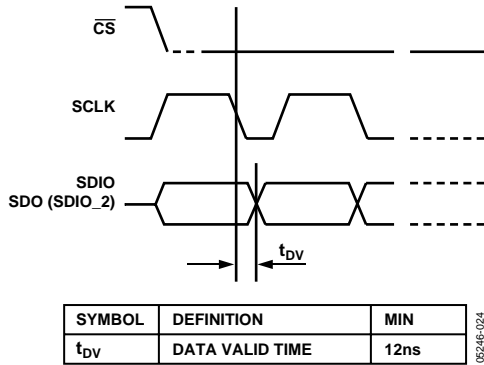 CS
SCLK
SDIO
SDO (SDIO_2)
tDV
SYMBOL DEFINITION MIN
tDV DATA VALID TIME 12ns
05246-024